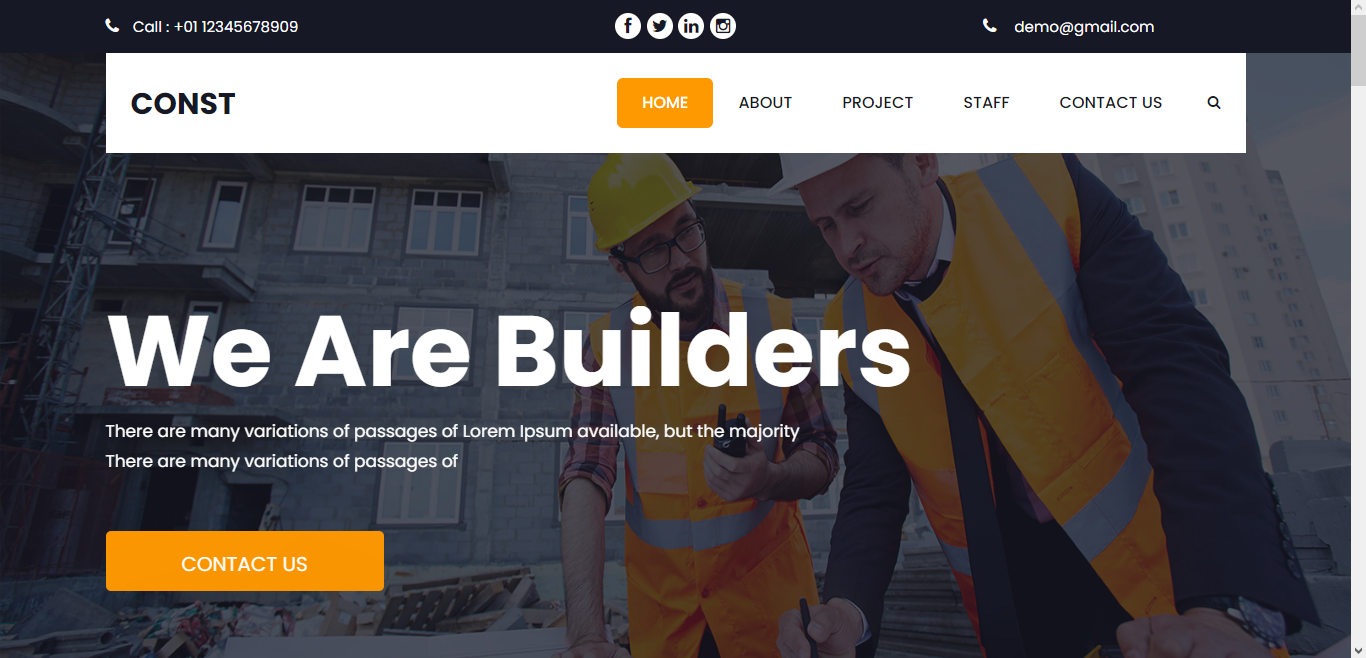 Call : +01 12345678909
demo@gmail.com
CONST
HOME ABOUT PROJECT STAFF CONTACT US
We Are Builders
There are many variations of passages of Lorem Ipsum available, but the majority
There are many variations of passages of
CONTACT US